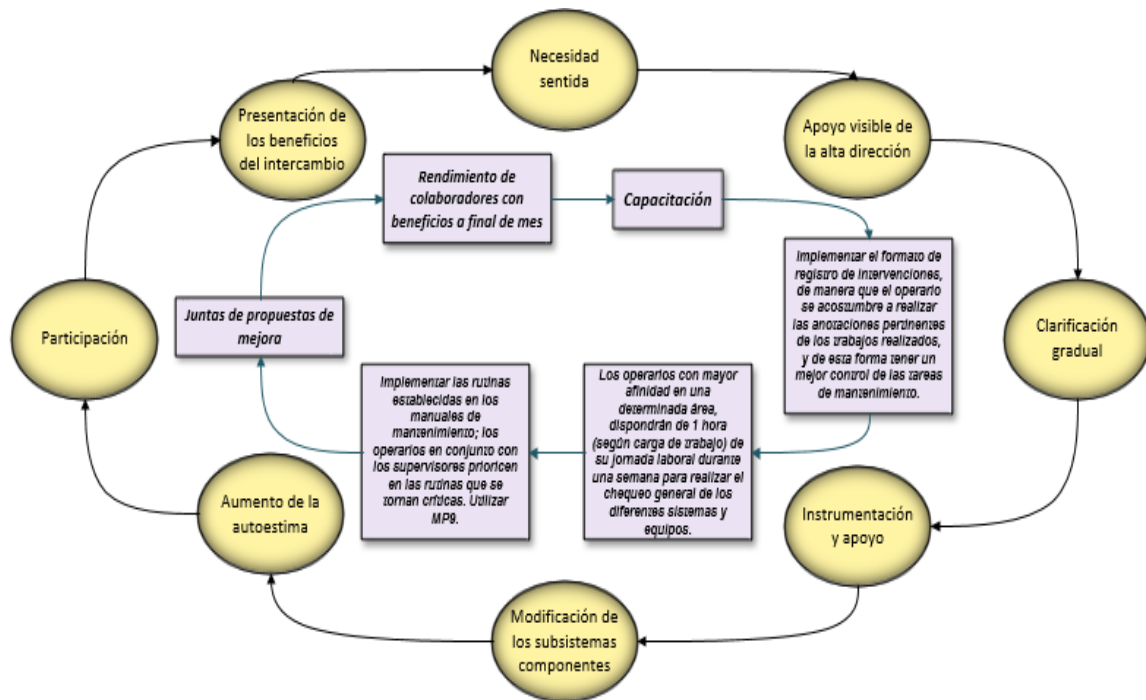 Necesidad
sentida
Presentación de
los beneficios
del intercambio
Apoyo visible de
la alta dirección
Rendimiento de
colaboradores con
beneficios a final de mes
Capacitación
Implementar el formato de
registro de intervenciones,
de manera que el operario
se acostumbre a realizar
las anotaciones pertinentes
de los trabajos realizados,
y de esta forma tener un
mejor control de las tareas
de mantenimiento.
Participación
Juntas de propuestas de
mejora
Clarificación
gradual
Implementar las rutinas
establecidas en los
manuales de
mantenimiento; los
operarios en conjunto con
los supervisores prioricen
en las rutinas que se
tornan críticas. Utilizar
MP9.
Los operarios con mayor
afinidad en una
determinada área,
dispondrán de 1 hora
(según carga de trabajo) de
su jornada laboral durante
una semana para realizar el
chequeo general de los
diferentes sistemas y
equipos.
Aumento de la
autoestima
Instrumentación
y apoyo
Modificación de
los subsistemas
componentes